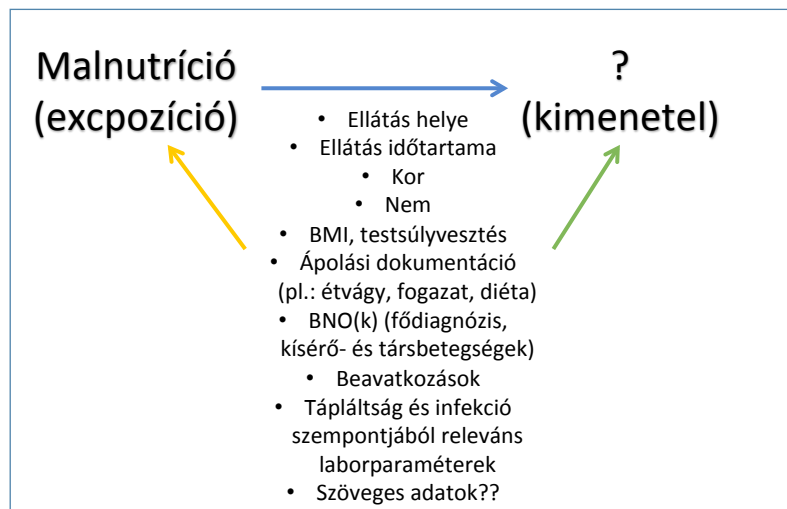 Malnutríció
(excpozíció)
?
(kimenetel)
• Ellátás helye
• Ellátás időtartama
• Kor
• Nem
• BMI, testsúlyvesztés
• Ápolási dokumentáció
(pl.: étvágy, fogazat, diéta)
• BNO(k) (fődiagnózis,
kísérő- és társbetegségek)
• Beavatkozások
• Tápláltság és infekció
szempontjából releváns
laborparaméterek
• Szöveges adatok??